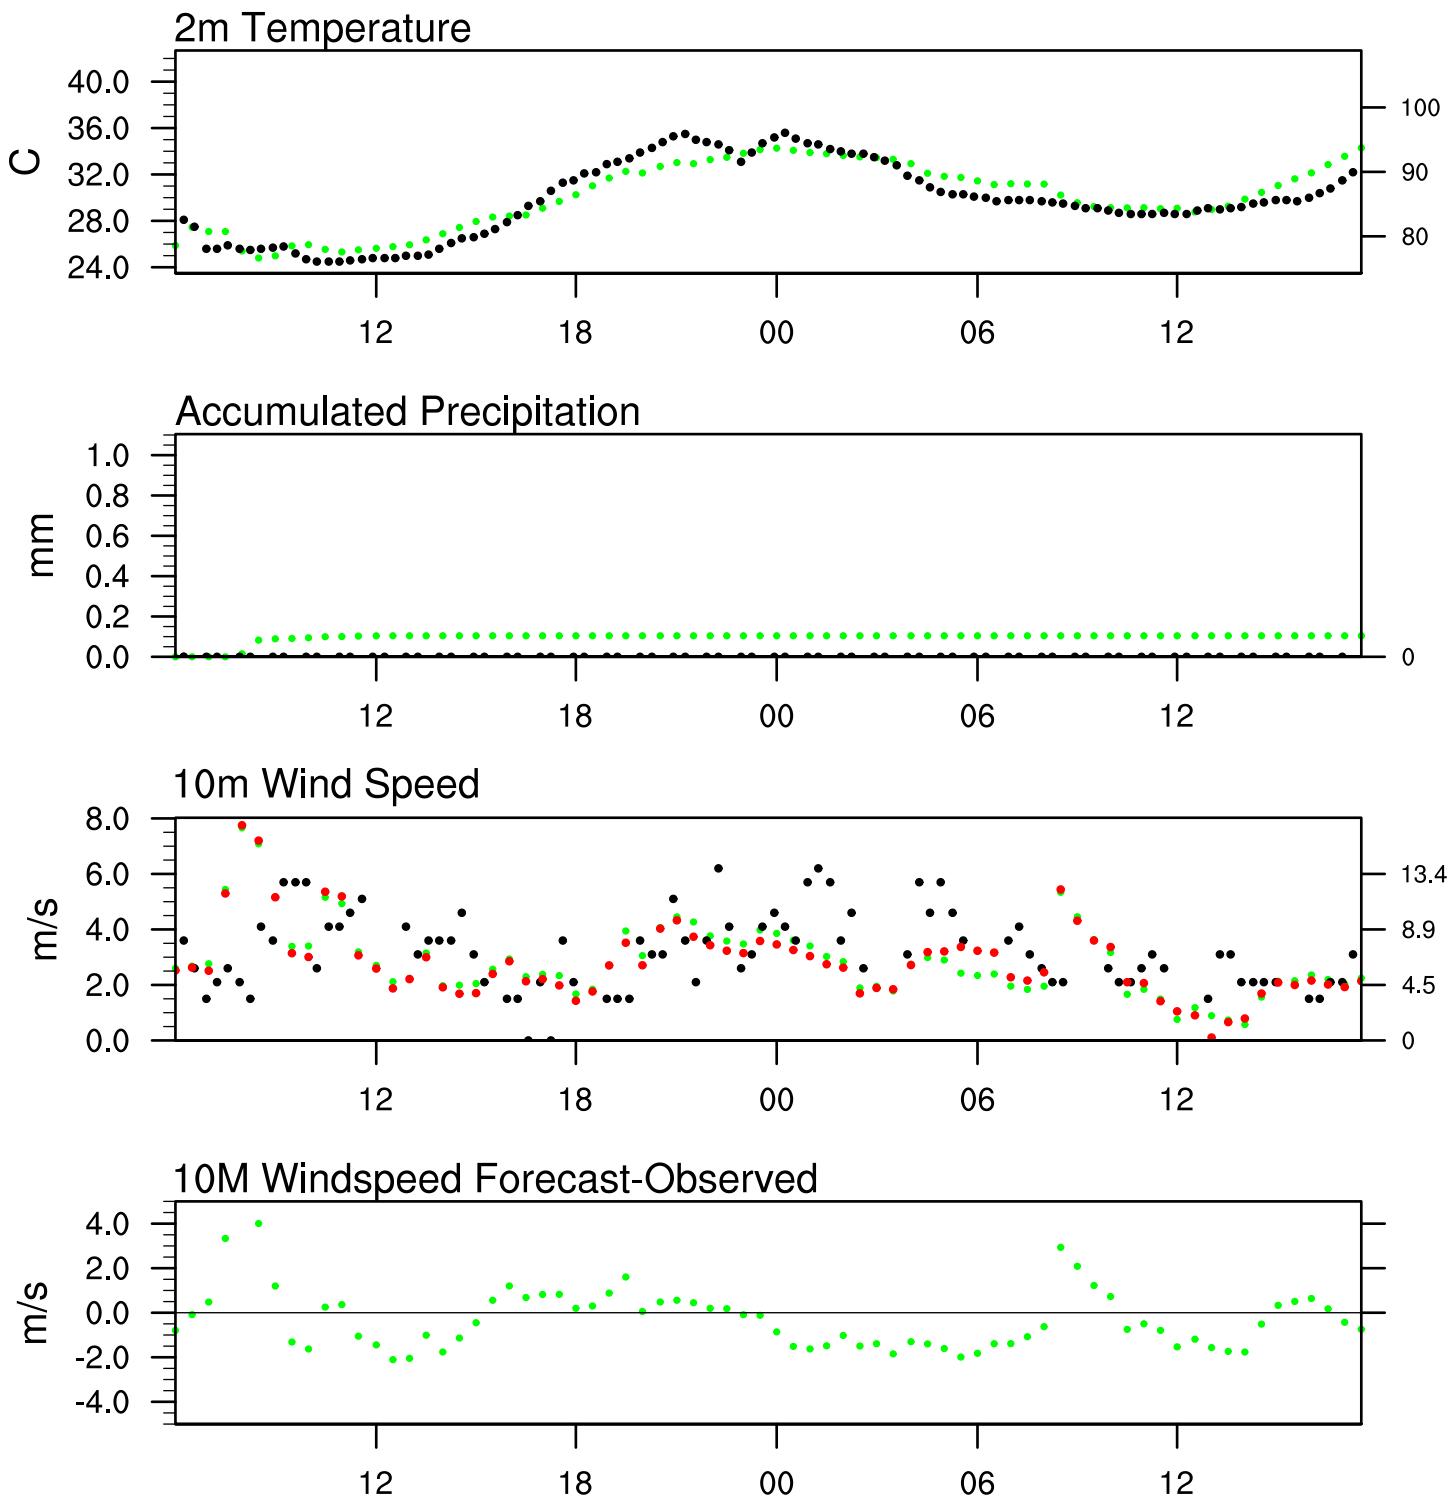 2m Temperature
40.0
36.0
32.0
28.0
24.0
C
100
90
80
12 18 00 06 12
Accumulated Precipitation
1.0
0.8
0.6
0.4
0.2
0.0
mm
0
12 18 00 06 12
10m Wind Speed
8.0
6.0
4.0
2.0
0.0
m/s
13.4
8.9
4.5
0
12 18 00 06 12
10M Windspeed Forecast-Observed
4.0
2.0
0.0
-2.0
-4.0
m/s
12 18 00 06 12